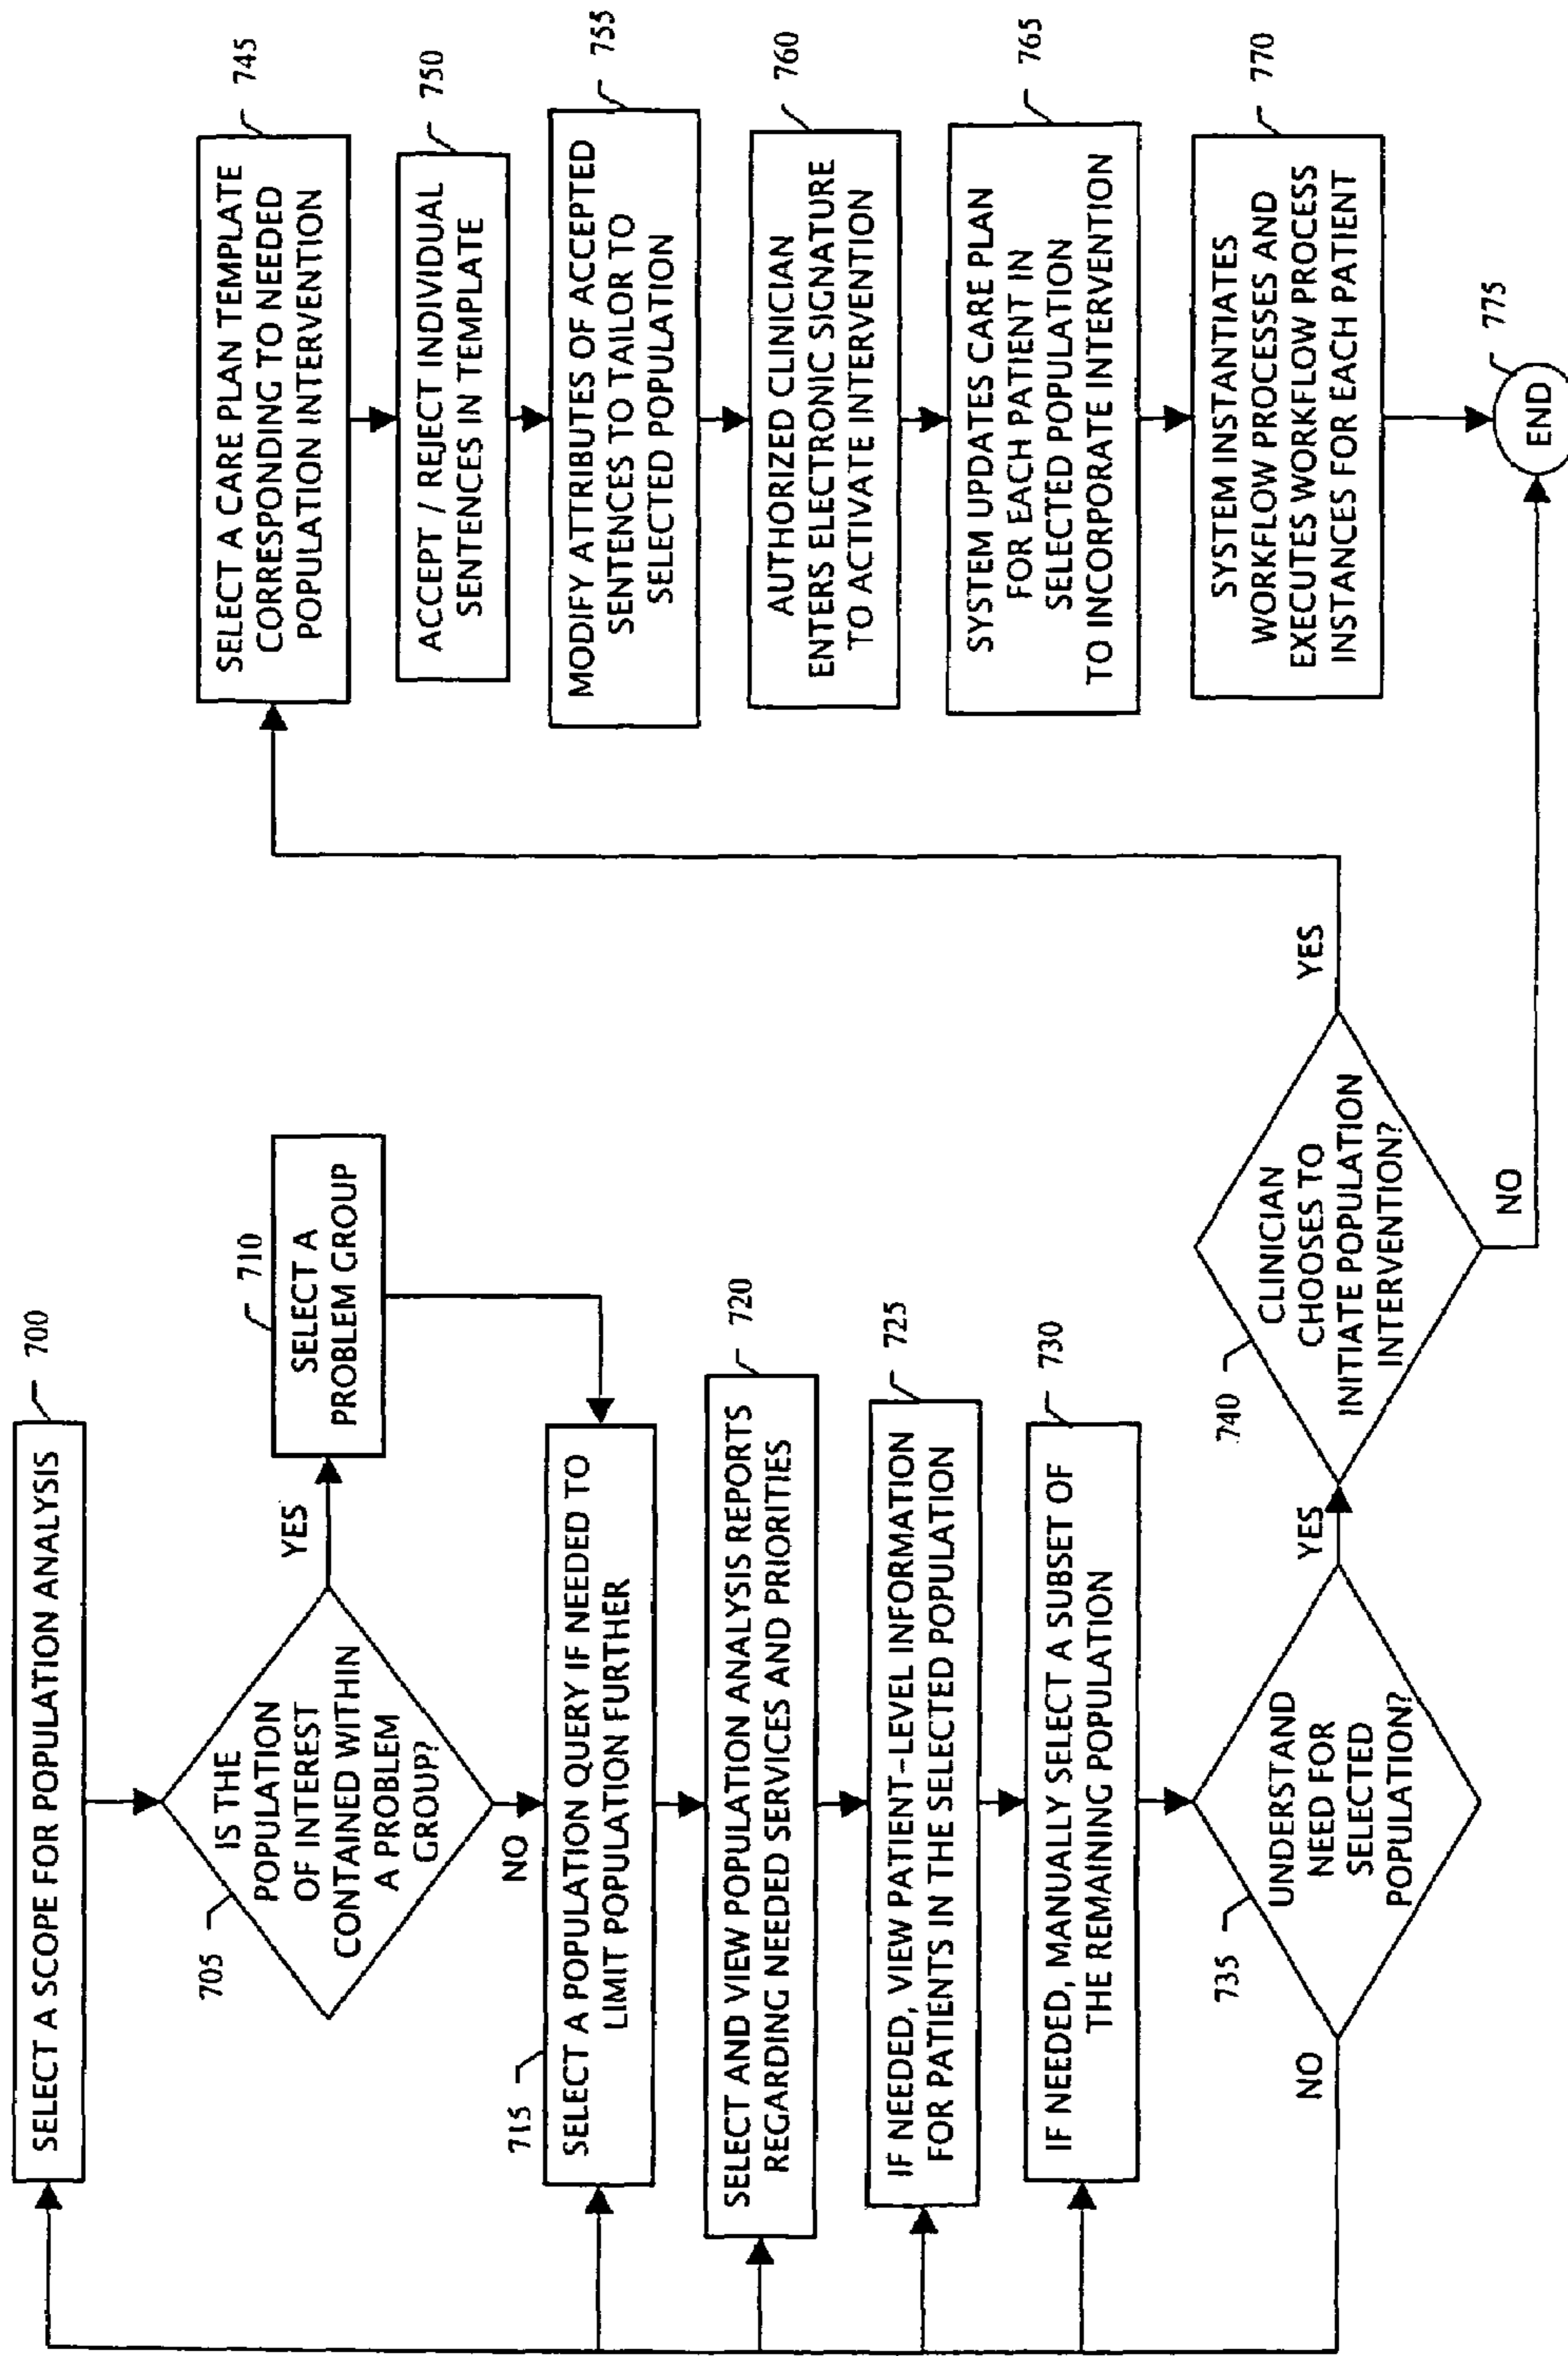 SELECT A SCOPE FOR POPULATION ANALYSIS
700
IS THE
POPULATION
OF INTEREST
CONTAINED WITHIN
A PROBLEM
GROUP?
705
YES
NO
710
SELECT A
PROBLEM GROUP
715
SELECT A POPULATION QUERY IF NEEDED TO
LIMIT POPULATION FURTHER
720
SELECT AND VIEW POPULATION ANALYSIS REPORTS
REGARDING NEEDED SERVICES AND PRIORITIES
725
IF NEEDED, VIEW PATIENT-LEVEL INFORMATION
FOR PATIENTS IN THE SELECTED POPULATION
730
IF NEEDED, MANUALLY SELECT A SUBSET OF
THE REMAINING POPULATION
735
UNDERSTAND
NEED FOR
SELECTED
POPULATION?
NO
YES
740
CLINICIAN
CHOOSES TO
INITIATE POPULATION
INTERVENTION?
YES
NO
745
SELECT A CARE PLAN TEMPLATE
CORRESPONDING TO NEEDED
POPULATION INTERVENTION
750
ACCEPT / REJECT INDIVIDUAL
SENTENCES IN TEMPLATE
755
MODIFY ATTRIBUTES OF ACCEPTED
SENTENCES TO TAILOR TO
SELECTED POPULATION
760
AUTHORIZED CLINICIAN
ENTERS ELECTRONIC SIGNATURE
TO ACTIVATE INTERVENTION
765
SYSTEM UPDATES CARE PLAN
FOR EACH PATIENT IN
SELECTED POPULATION
TO INCORPORATE INTERVENTION
770
SYSTEM INSTANTIATES
WORKFLOW PROCESSES AND
EXECUTES WORKFLOW PROCESS
INSTANCES FOR EACH PATIENT
775
END